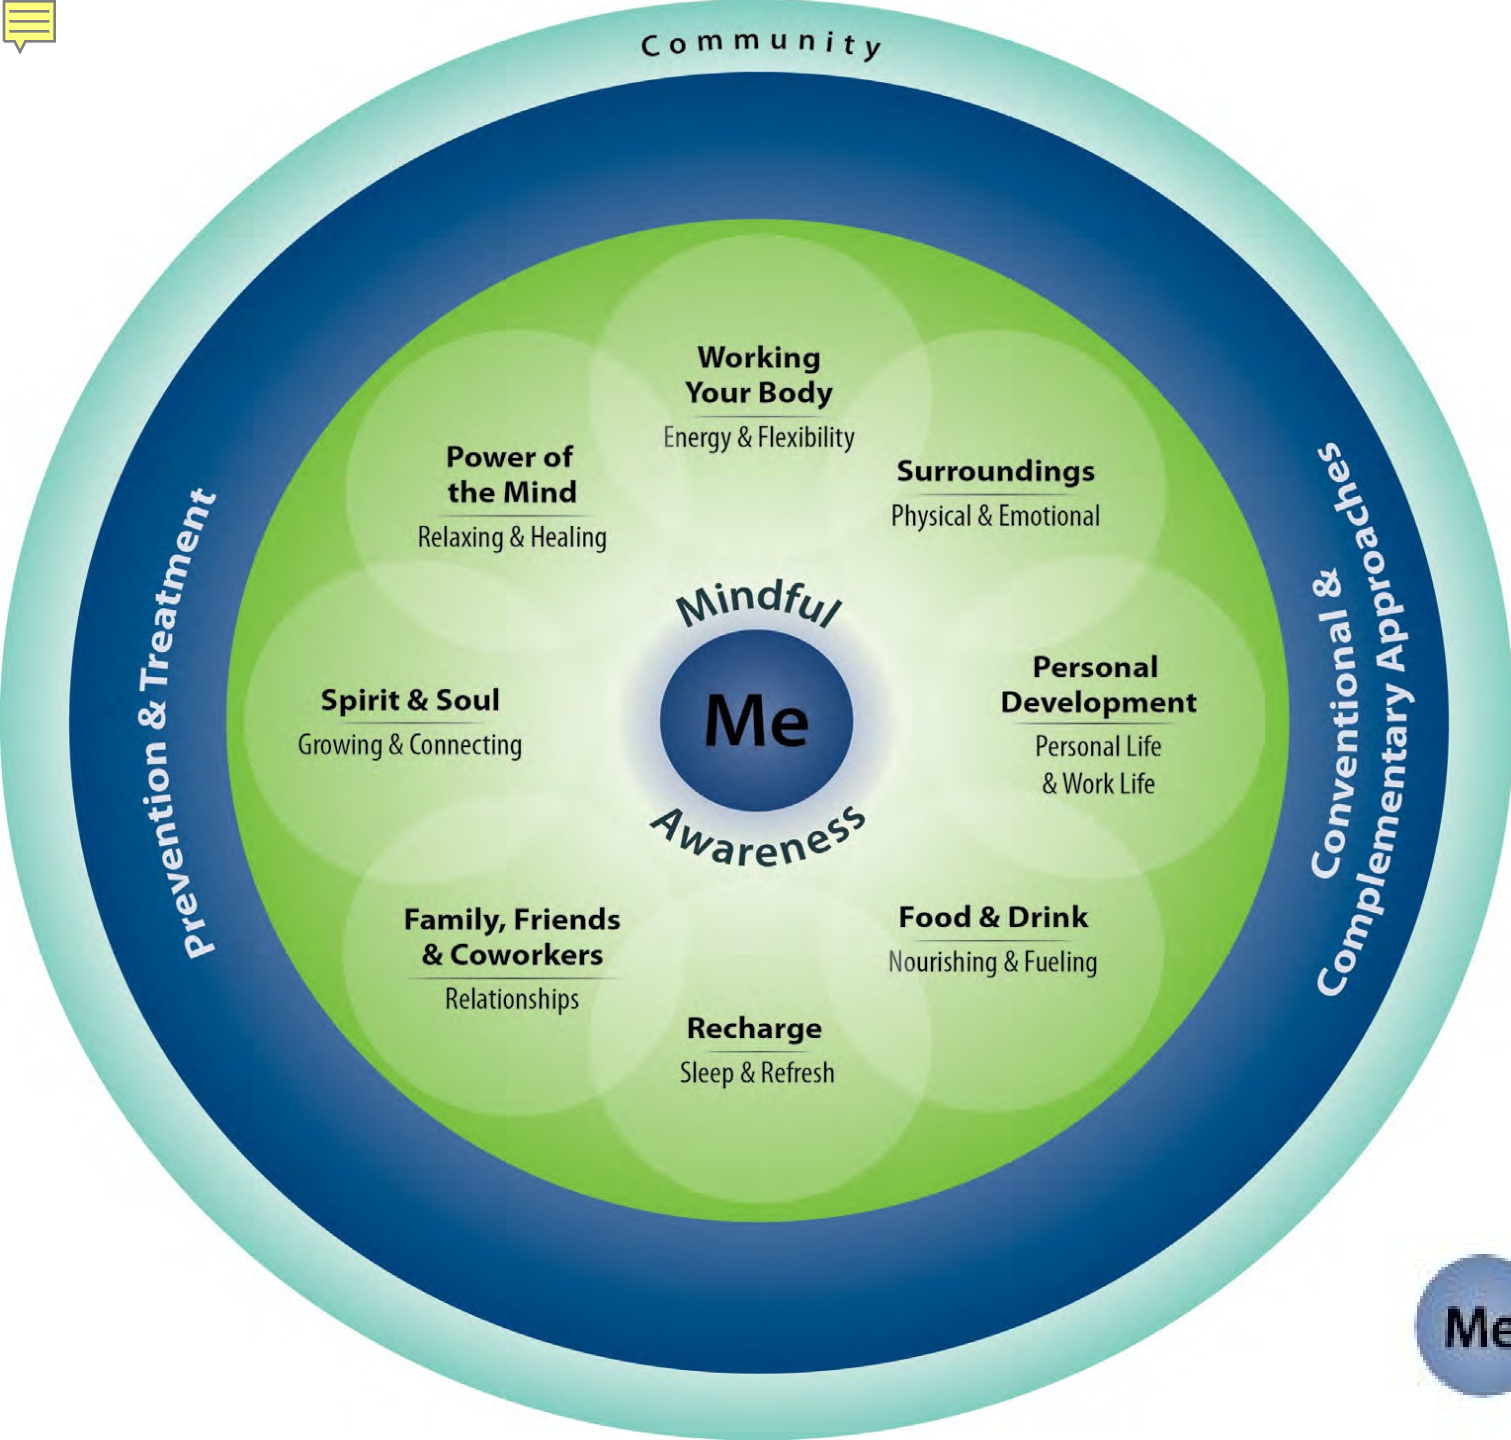 Community
Working
Your Body
Energy & Flexibility
Power of
the Mind
Relaxing & Healing
Surroundings
Physical & Emotional
Mindful
Me
Awareness
Spirit & Soul
Growing & Connecting
Personal
Development
Personal Life
& Work Life
Family, Friends
& Coworkers
Relationships
Food & Drink
Nourishing & Fueling
Recharge
Sleep & Refresh
Prevention & Treatment
Conventional &
Complementary Approaches
Me